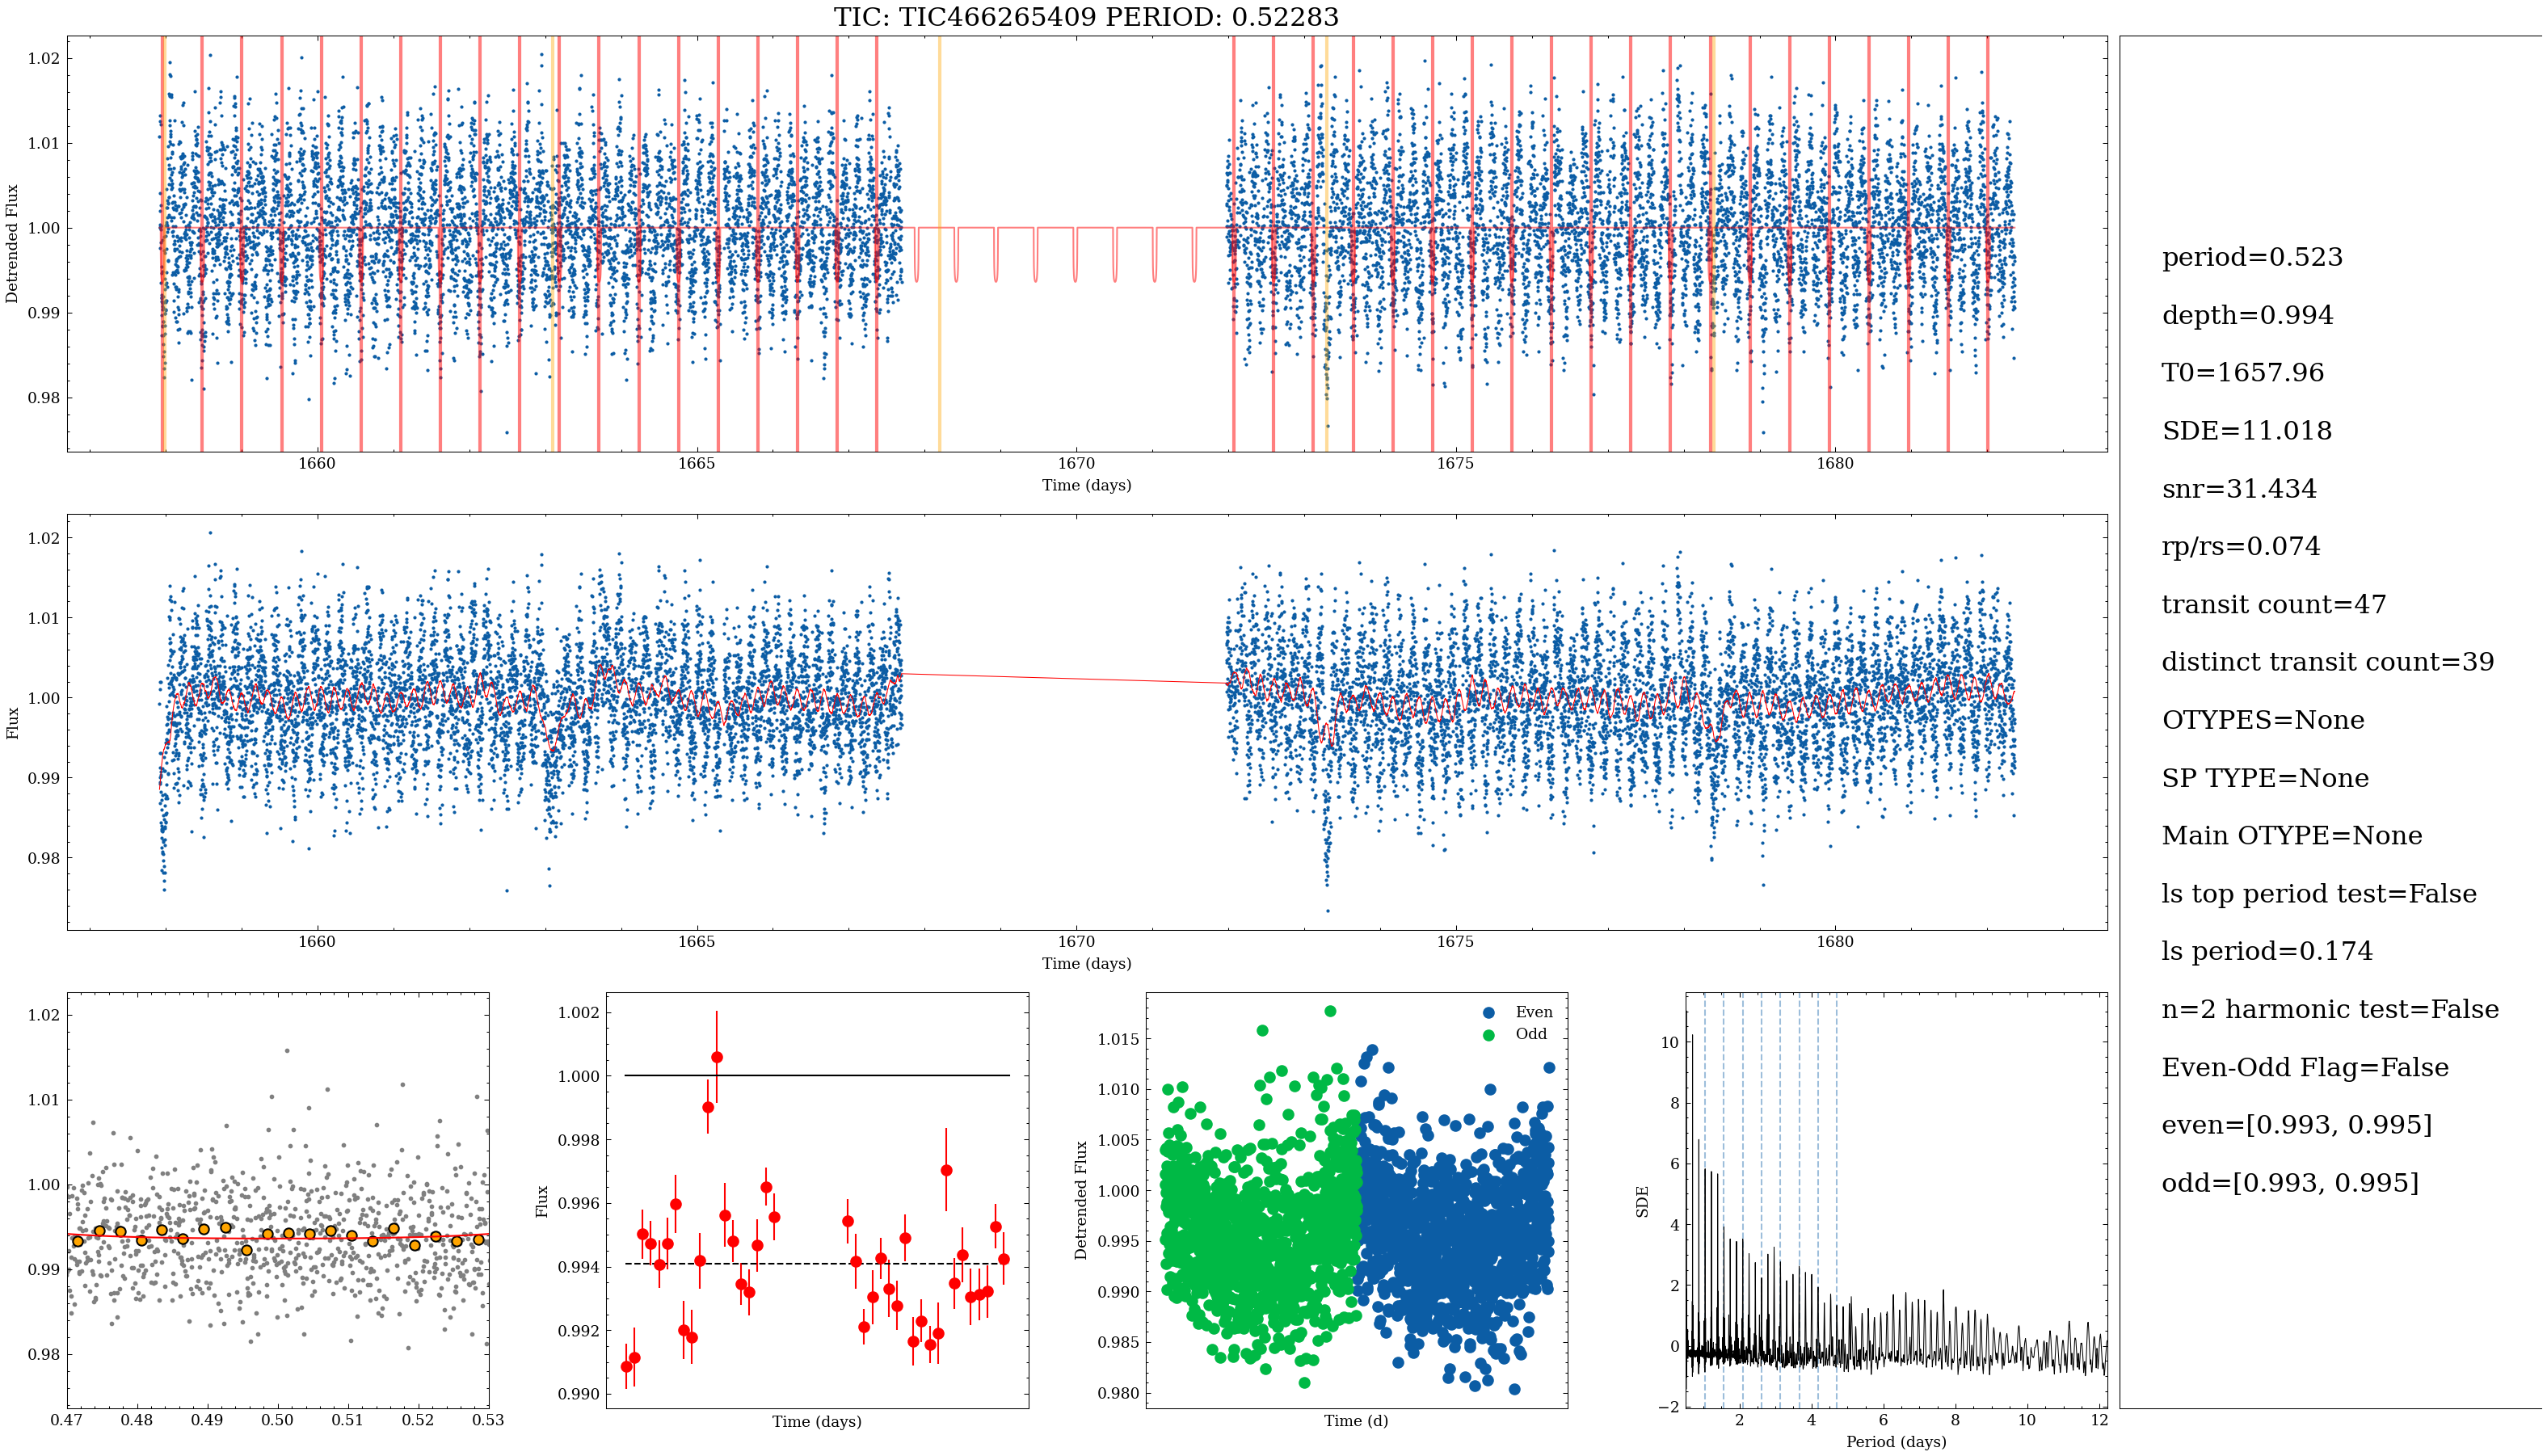 TIC: TIC466265409 PERIOD: 0.52283
1.02
1.01
1.00
0.99
0.98
Detrended Flux
1660
1665
1670
1675
1680
Time (days)
1.02
1.01
1.00
0.99
0.98
Flux
1660
1665
1670
1675
1680
Time (days)
1.02
1.01
1.00
0.99
0.98
0.47
0.48
0.49
0.50
0.51
0.52
0.53
1.002
1.000
0.998
0.996
0.994
0.992
0.990
Flux
Time (days)
1.015
1.010
1.005
1.000
0.995
0.990
0.985
0.980
Detrended Flux
Even
Odd
Time (d)
10
8
6
4
2
0
−2
SDE
2
4
6
8
10
12
Period (days)
period=0.523
depth=0.994
T0=1657.96
SDE=11.018
snr=31.434
rp/rs=0.074
transit count=47
distinct transit count=39
OTYPES=None
SP TYPE=None
Main OTYPE=None
ls top period test=False
ls period=0.174
n=2 harmonic test=False
Even-Odd Flag=False
even=[0.993, 0.995]
odd=[0.993, 0.995]